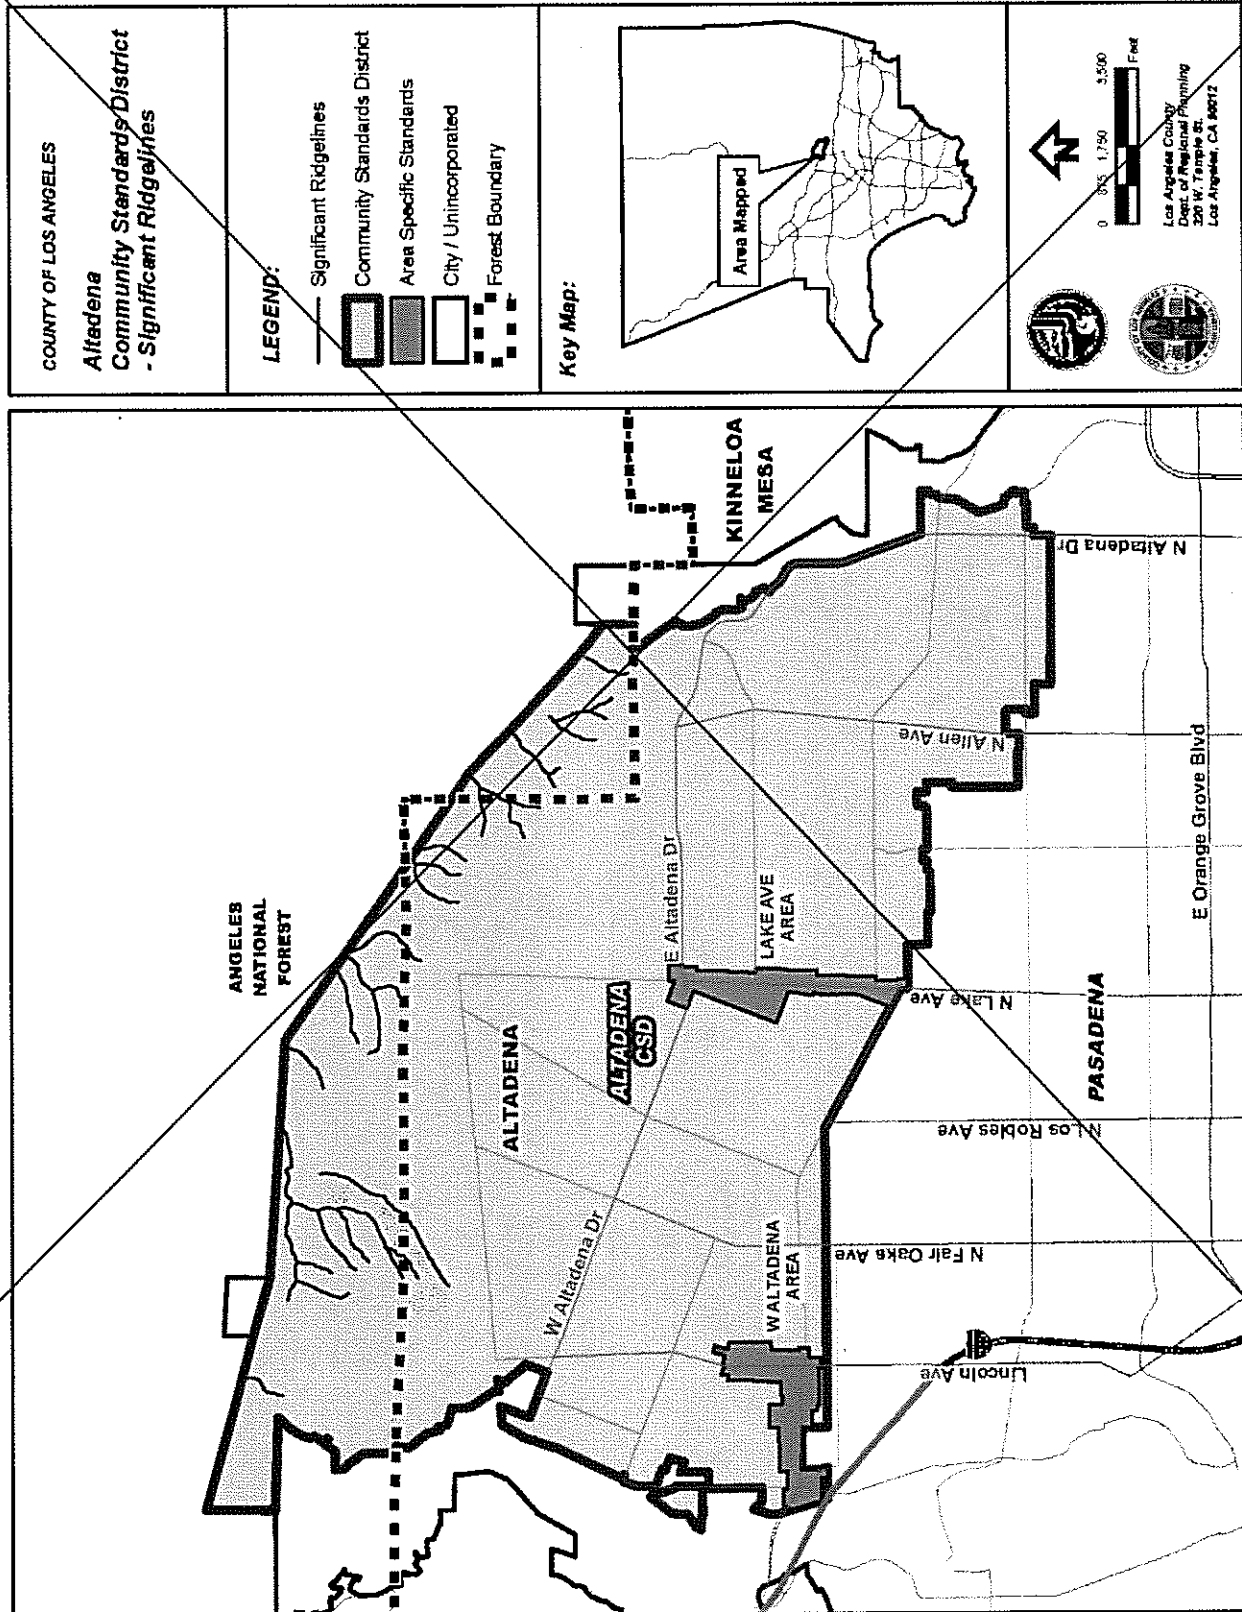 COUNTY OF LOS ANGELES
Altadena
Community Standards District
- Significant Ridgelines
LEGEND:
Significant Ridgelines
Community Standards District
Area Specific Standards
City / Unincorporated
Forest Boundary
Key Map:
Area Mapped
N
0 875 1,750 3,500
Feet
Los Angeles County
Dept. of Regional Planning
320 W. Temple St.
Los Angeles, CA 90012
ANGELES
NATIONAL
FOREST
KINNELOA
MESA
ALTADENA
ALTADENA
CSD
E Altadena Dr
W Altadena Dr
LAKE AVE
AREA
W ALTADENA
AREA
N Altadena Dr
N Allen Ave
N Lake Ave
N Los Robles Ave
N Fair Oaks Ave
Lincoln Ave
E Orange Grove Blvd
PASADENA